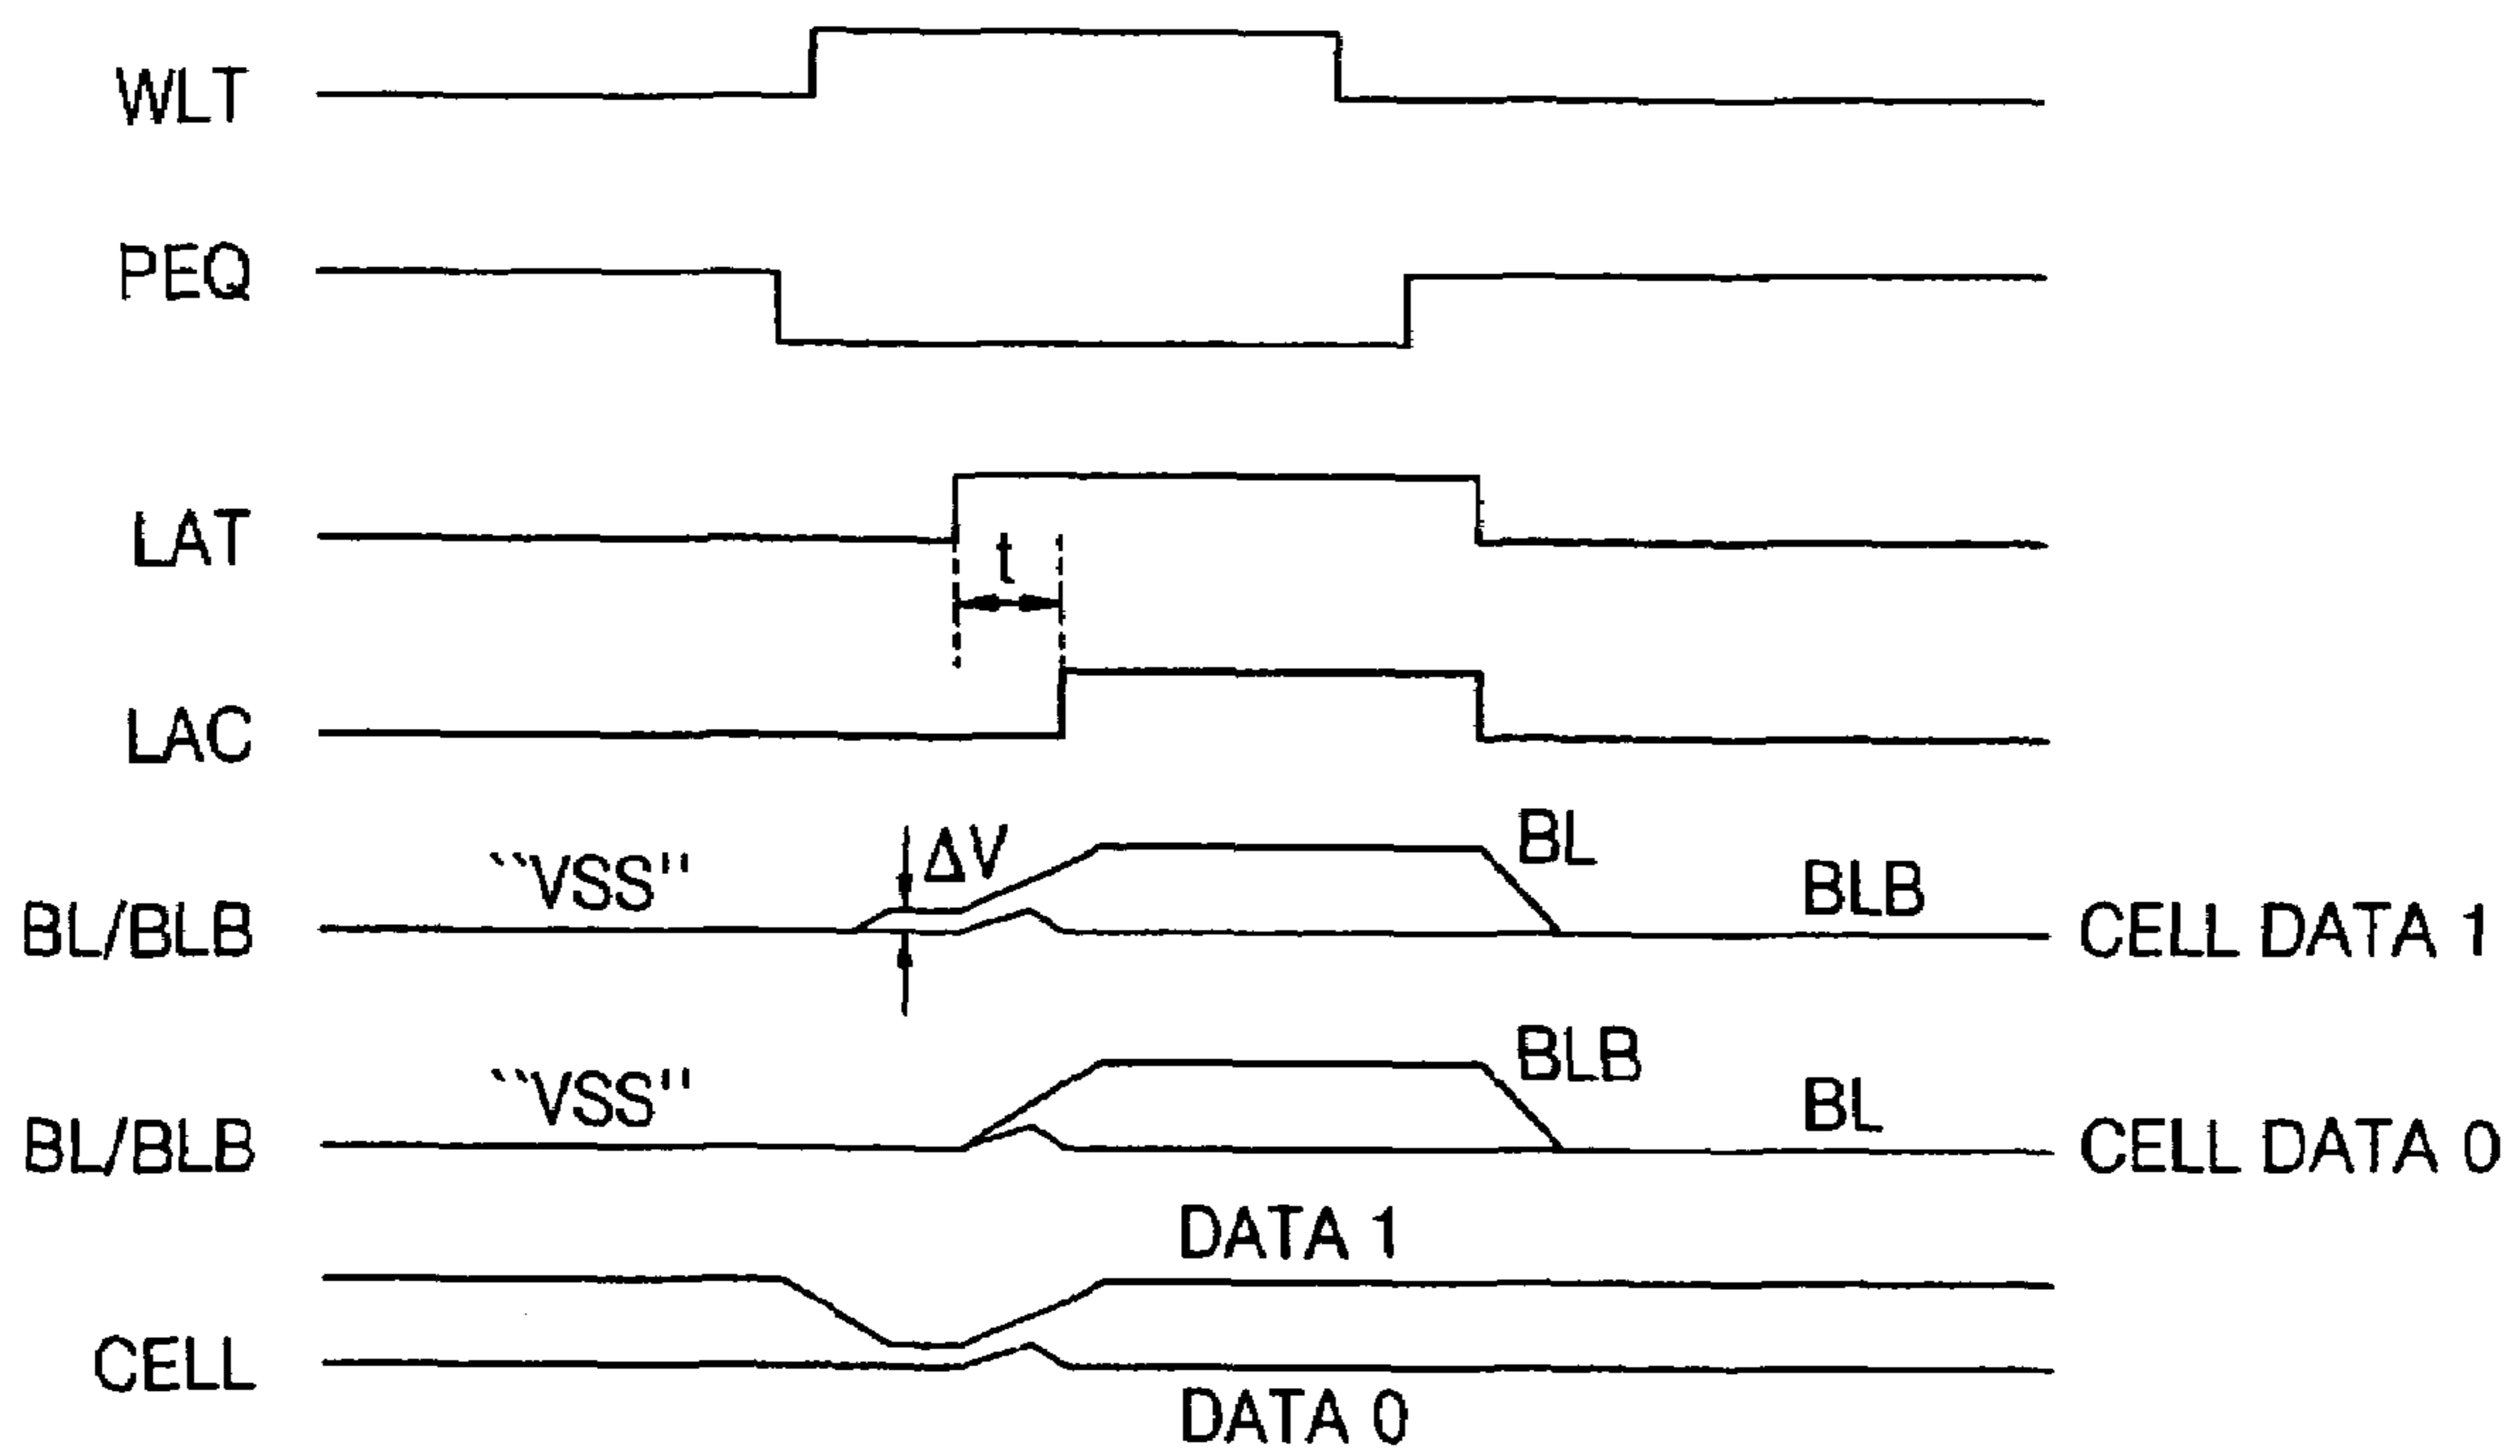 WLT
PEQ
LAT
t
LAC
ΔV
BL
``VSS"
BLB
BL/BLB
CELL DATA 1
BLB
``VSS"
BL
BL/BLB
CELL DATA 0
DATA 1
CELL
DATA 0